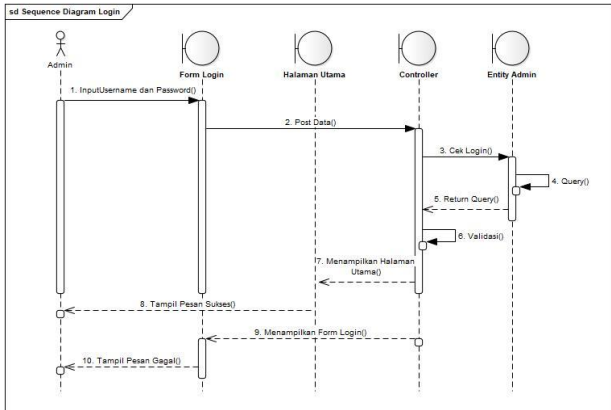 sd Sequence Diagram Login
Admin
Form Login
Halaman Utama
Controller
Entity Admin
1. InputUsername dan Password()
2. Post Data()
3. Cek Login()
4. Query()
5. Return Query()
6. Validasi()
7. Menampilkan Halaman
Utama()
8. Tampil Pesan Sukses()
9. Menampilkan Form Login()
10. Tampil Pesan Gagal()